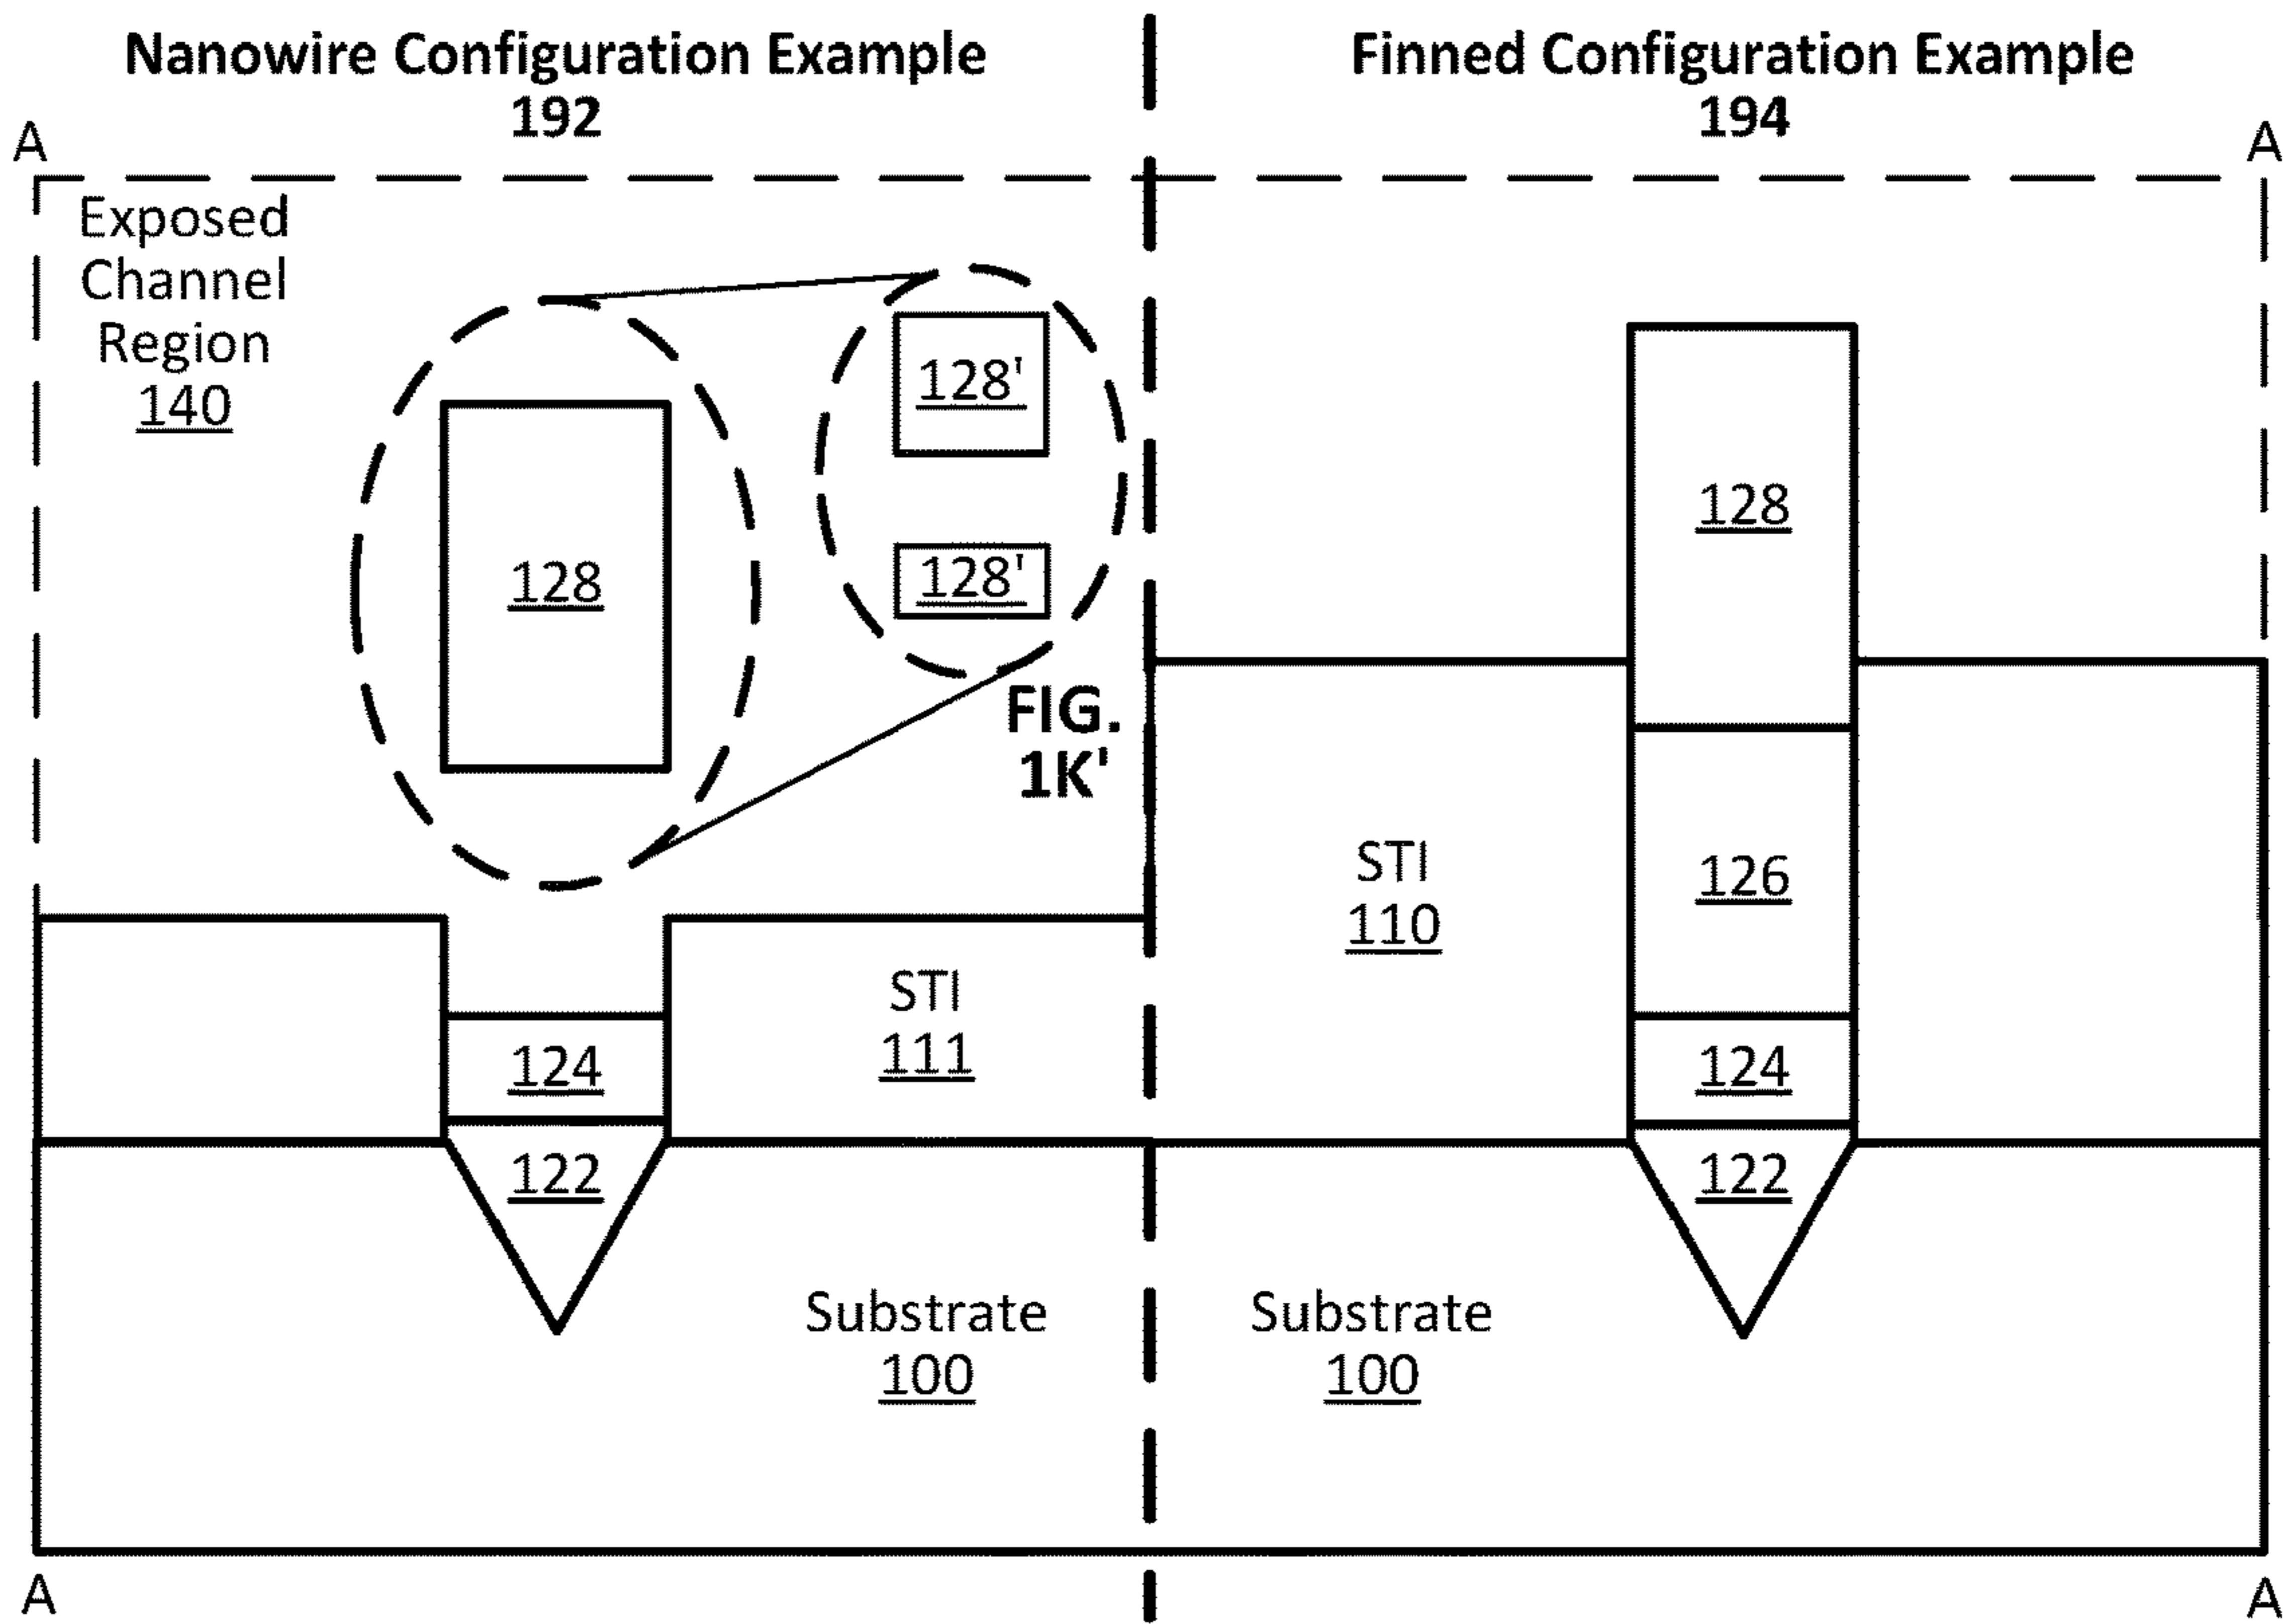 Nanowire Configuration Example
192
Finned Configuration Example
194
A
A
Exposed
Channel
Region
140
128'
128'
128
128
FIG.
1K'
STI
110
126
STI
111
124
124
122
122
Substrate
100
Substrate
100
A
A